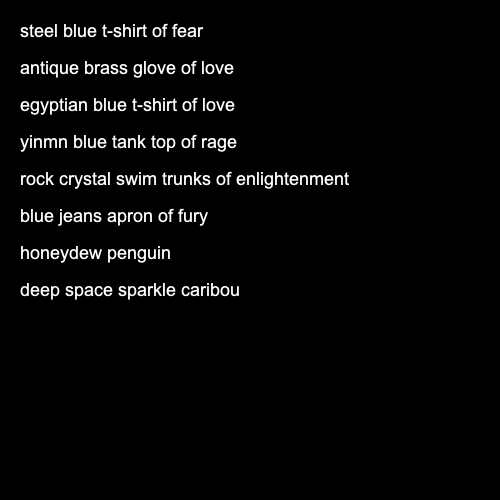 steel blue t-shirt of fear
antique brass glove of love
egyptian blue t-shirt of love
yinmn blue tank top of rage
rock crystal swim trunks of enlightenment
blue jeans apron of fury
honeydew penguin
deep space sparkle caribou